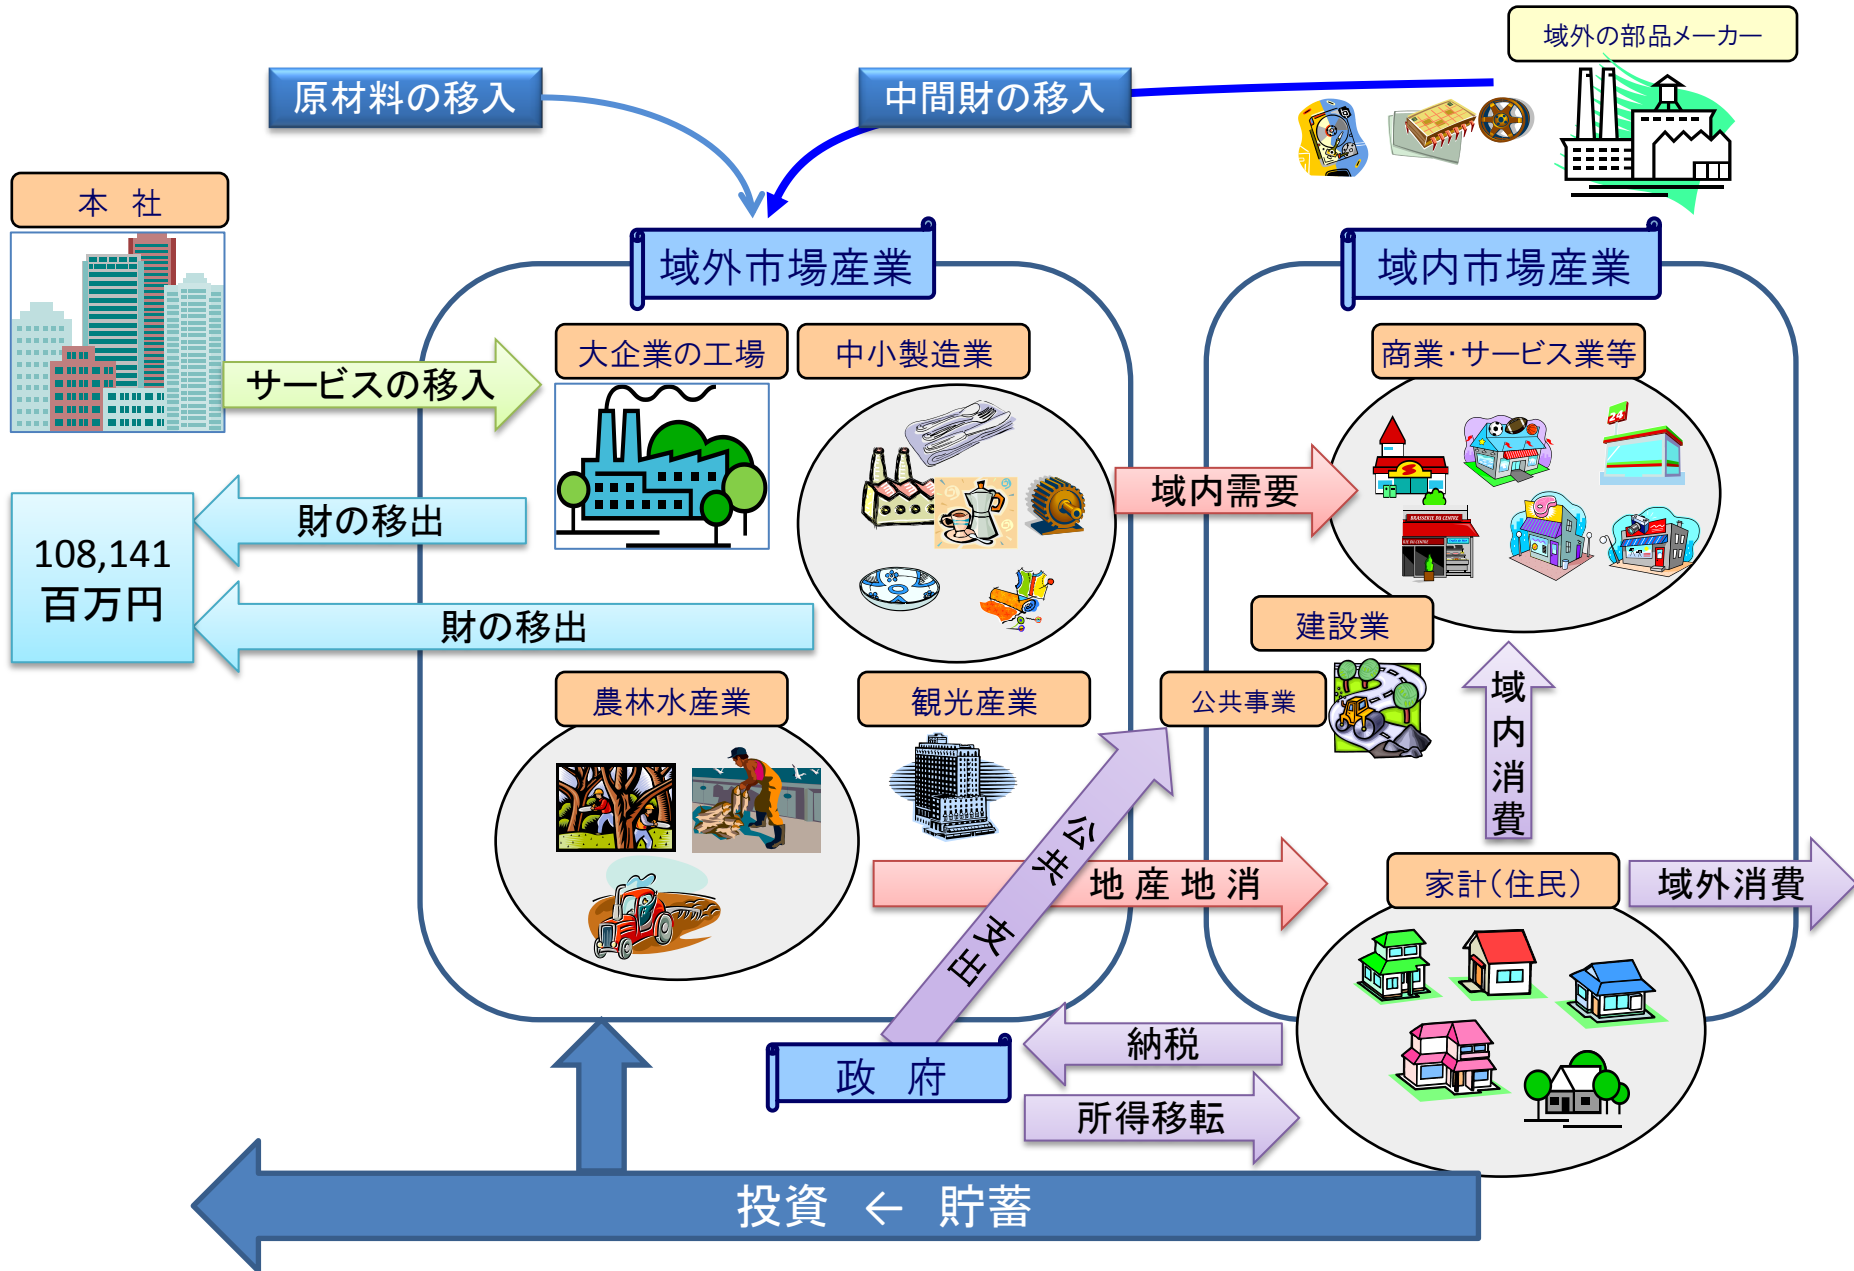 域外の部品メーカー
原材料の移入
中間財の移入
本 社
域外市場産業
域内市場産業
大企業の工場
中小製造業
商業・サービス業等
サービスの移入
24
域内需要
財の移出
108,141
百万円
BRASSERIE DU CENTRE
財の移出
建設業
農林水産業
観光産業
公共事業
域内消費
公共支出
地産地消
家計(住民)
域外消費
納税
政 府
所得移転
投資 ← 貯蓄